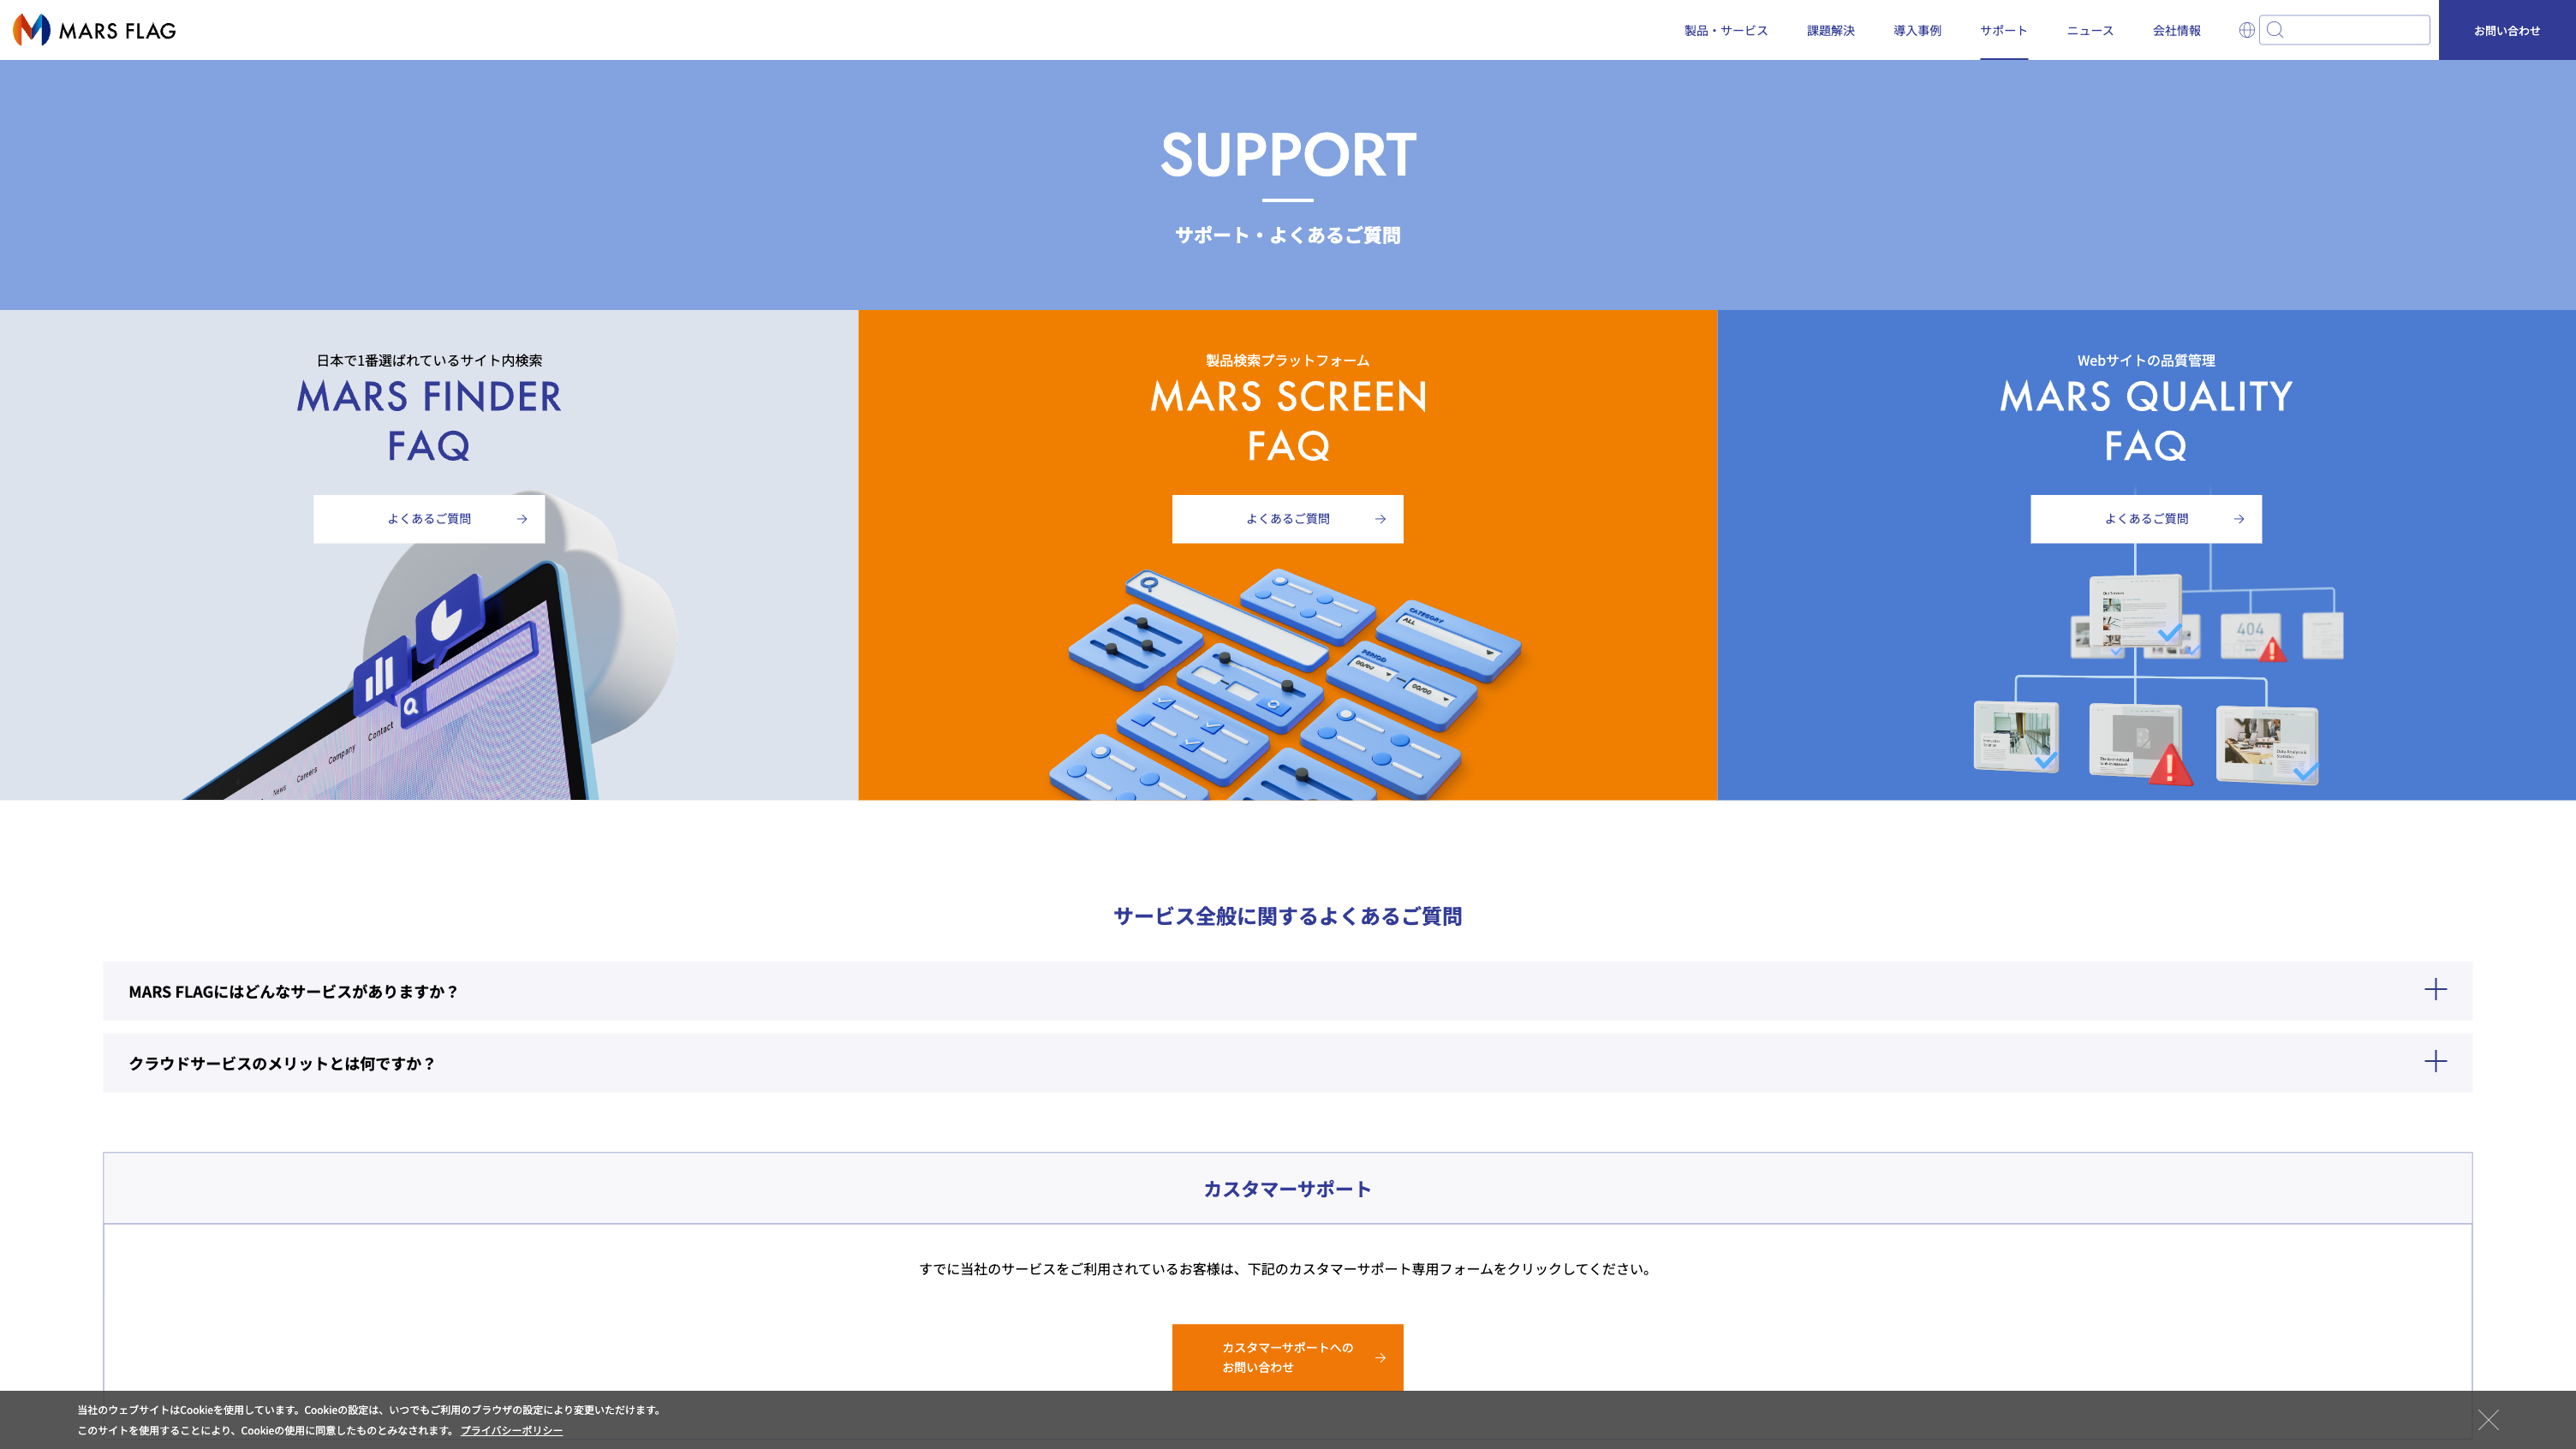 MARS FLAG
製品・サービス
課題解決
導入事例
サポート
ニュース
会社情報
お問い合わせ
SUPPORT
サポート・よくあるご質問
日本で1番選ばれているサイト内検索
MARS FINDER
FAQ
よくあるご質問
a
News
Careers
Company
Contact
製品検索プラットフォーム
MARS SCREEN
FAQ
よくあるご質問
CATEGORY
ALL
PERIOD
00/00
00/00
Webサイトの品質管理
MARS QUALITY
FAQ
よくあるご質問
404
サービス全般に関するよくあるご質問
MARS FLAGにはどんなサービスがありますか？
クラウドサービスのメリットとは何ですか？
カスタマーサポート
すでに当社のサービスをご利用されているお客様は、下記のカスタマーサポート専用フォームをクリックしてください。
カスタマーサポートへの
お問い合わせ
当社のウェブサイトはCookieを使用しています。Cookieの設定は、いつでもご利用のブラウザの設定により変更いただけます。
このサイトを使用することにより、Cookieの使用に同意したものとみなされます。 プライバシーポリシー